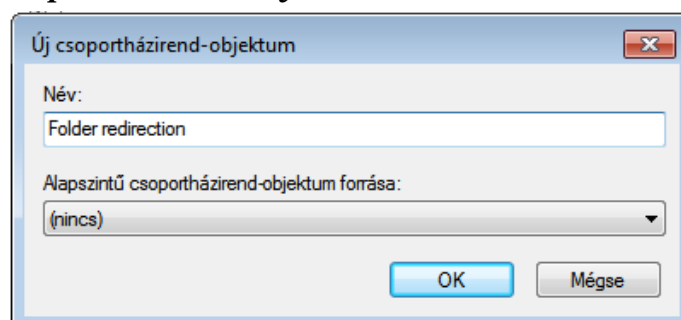 Új csoportházirend-objektum
Név:
Folder redirection
Alapszintű csoportházirend-objektum forrása:
(nincs)
OK Mégse